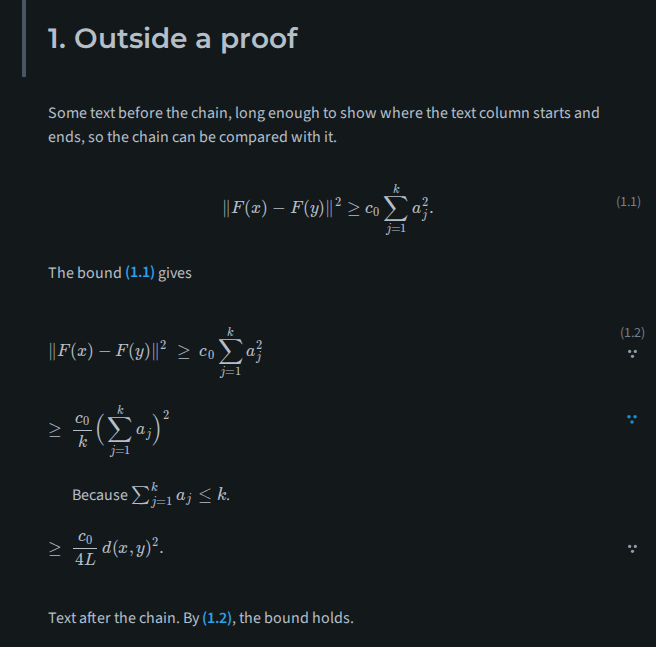 1. Outside a proof
Some text before the chain, long enough to show where the text column starts and
ends, so the chain can be compared with it.
‖F(x) − F(y)‖² ≥ c₀ ∑_{j=1}^{k} a_j². (1.1)
The bound (1.1) gives
‖F(x) − F(y)‖² ≥ c₀ ∑_{j=1}^{k} a_j² (1.2) ∵
≥ c₀/k (∑_{j=1}^{k} a_j)² ∵
Because ∑_{j=1}^{k} a_j ≤ k.
≥ c₀/4L d(x, y)². ∵
Text after the chain. By (1.2), the bound holds.